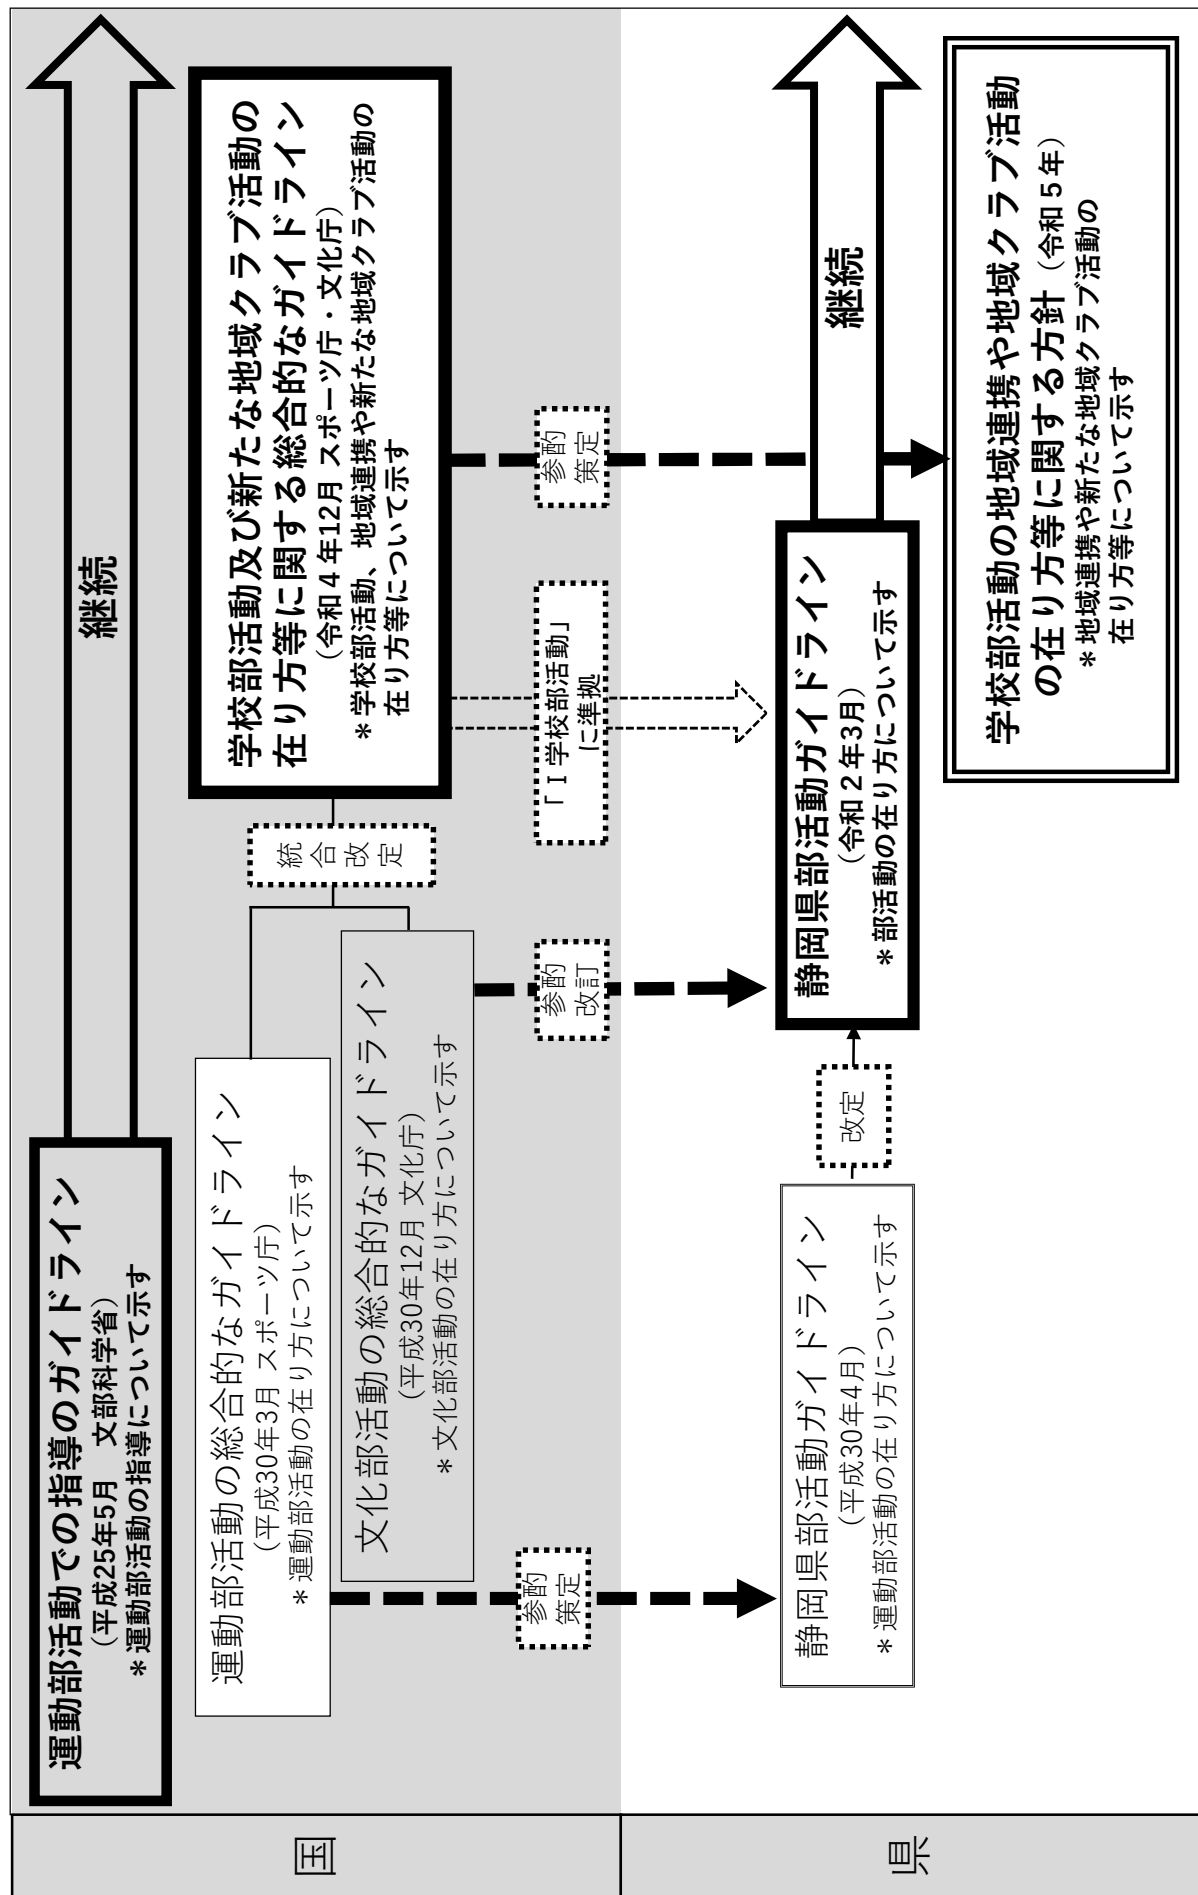 国
運動部活動での指導のガイドライン
（平成25年5月　文部科学省）
＊運動部活動の指導について示す
継続
運動部活動の総合的なガイドライン
（平成30年3月 スポーツ庁）
＊運動部活動の在り方について示す
文化部活動の総合的なガイドライン
（平成30年12月 文化庁）
＊文化部活動の在り方について示す
統合
改定
学校部活動及び新たな地域クラブ活動の
在り方等に関する総合的なガイドライン
（令和４年12月 スポーツ庁・文化庁）
＊学校部活動、地域連携や新たな地域クラブ活動の
在り方等について示す
参酌
策定
参酌
改訂
「Ⅰ学校部活動」
に準拠
参酌
策定
県
静岡県部活動ガイドライン
（平成30年4月）
＊運動部活動の在り方について示す
改定
静岡県部活動ガイドライン
（令和２年3月）
＊部活動の在り方について示す
継続
学校部活動の地域連携や地域クラブ活動
の在り方等に関する方針（令和５年）
＊地域連携や新たな地域クラブ活動の
在り方等について示す